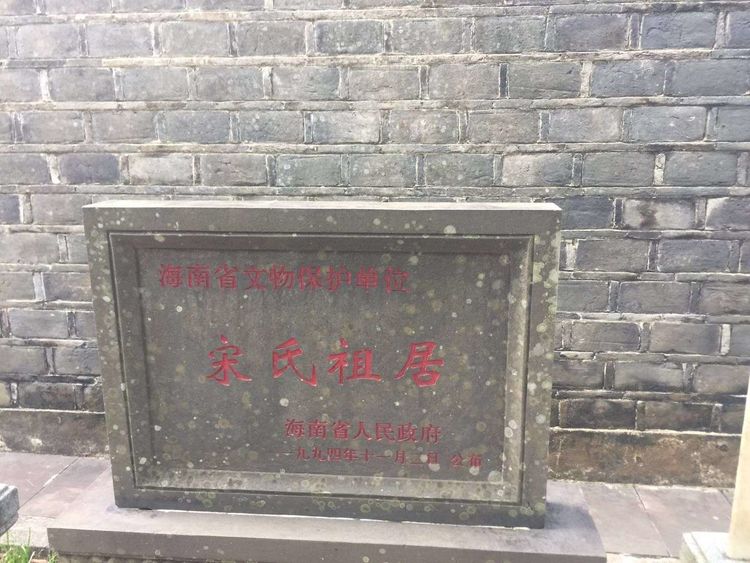 海南省文物保护单位
宋氏祖居
海南省人民政府
一九九四年十一月二日 公布